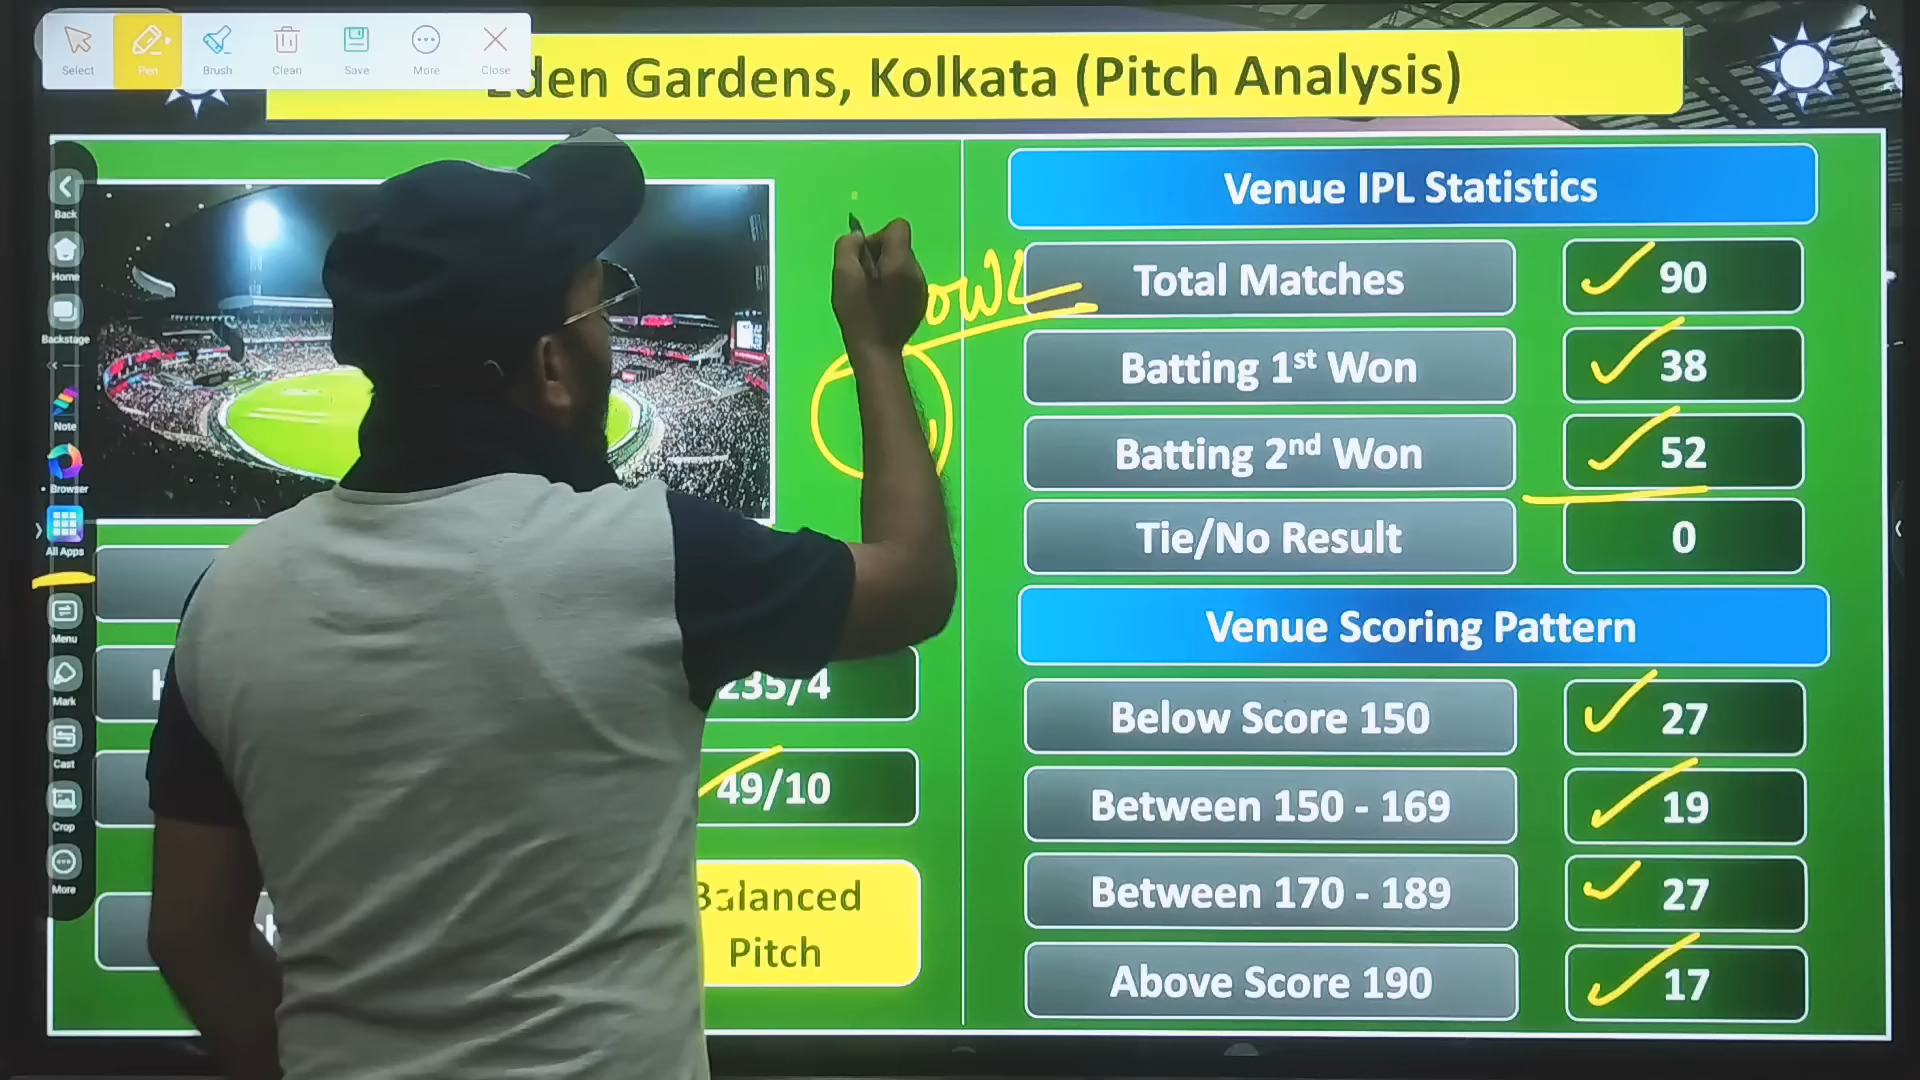 Select
Pen
Brush
Clean
Save
More
Close
Eden Gardens, Kolkata (Pitch Analysis)
Back
Home
Backstage
Note
Browser
All Apps
Menu
Mark
Cast
Crop
More
235/4
49/10
Balanced
Pitch
Venue IPL Statistics
Total Matches 90
Batting 1st Won 38
Batting 2nd Won 52
Tie/No Result 0
Venue Scoring Pattern
Below Score 150 27
Between 150 - 169 19
Between 170 - 189 27
Above Score 190 17